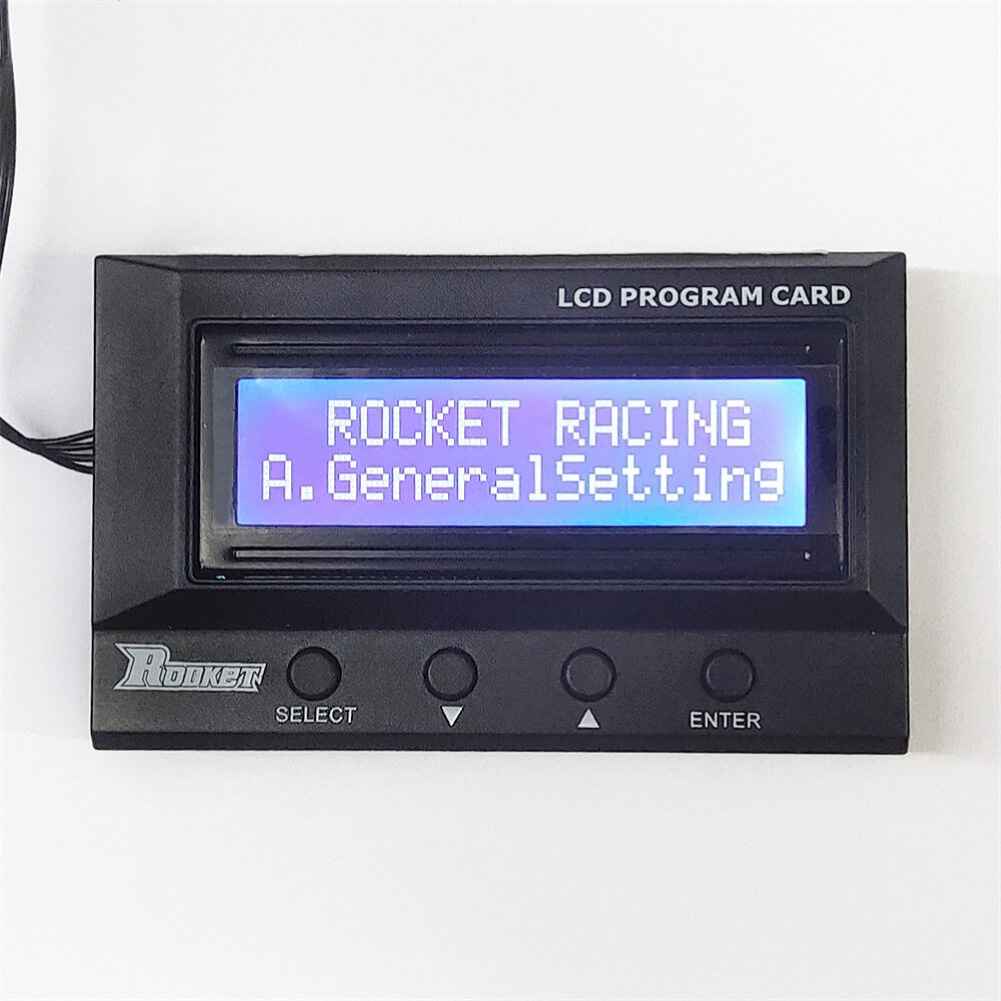 LCD PROGRAM CARD
ROCKET RACING
A.GeneralSetting
ROCKET
SELECT ▼ ▲ ENTER